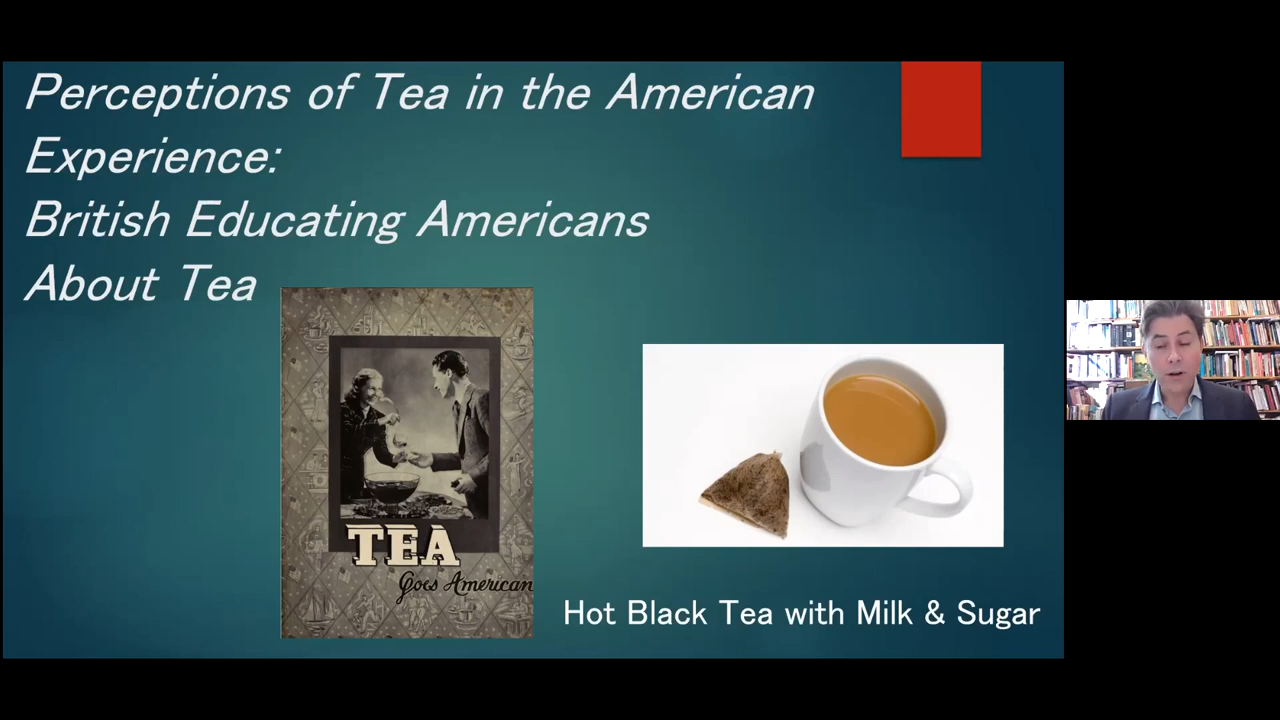 Perceptions of Tea in the American
Experience:
British Educating Americans
About Tea
TEA
Goes American
Hot Black Tea with Milk & Sugar